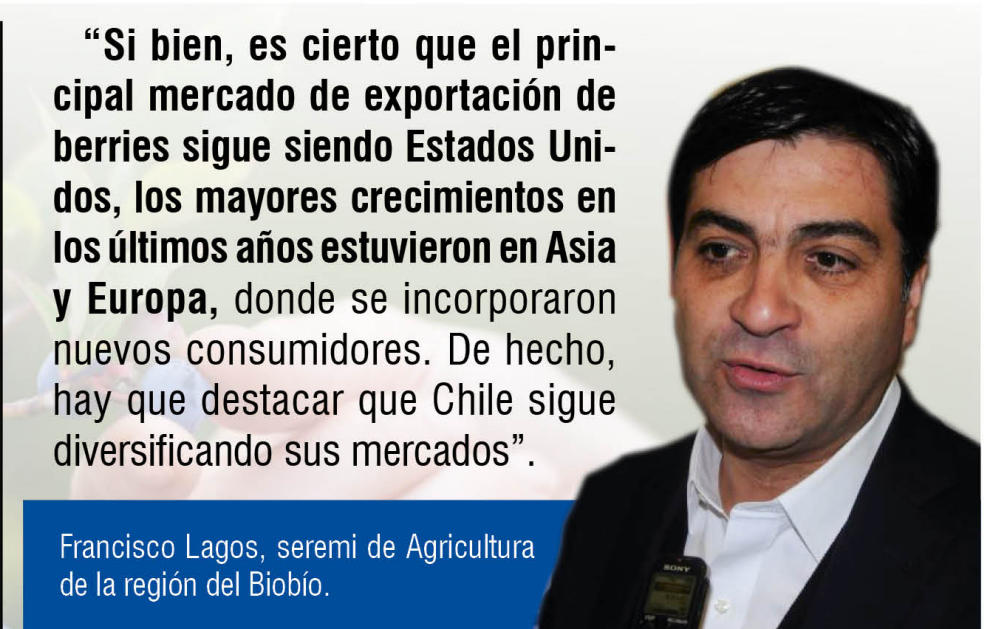 “Si bien, es cierto que el prin-
cipal mercado de exportación de
berries sigue siendo Estados Uni-
dos, los mayores crecimientos en
los últimos años estuvieron en Asia
y Europa, donde se incorporaron
nuevos consumidores. De hecho,
hay que destacar que Chile sigue
diversificando sus mercados”.
Francisco Lagos, seremi de Agricultura
de la región del Biobío.
SONY